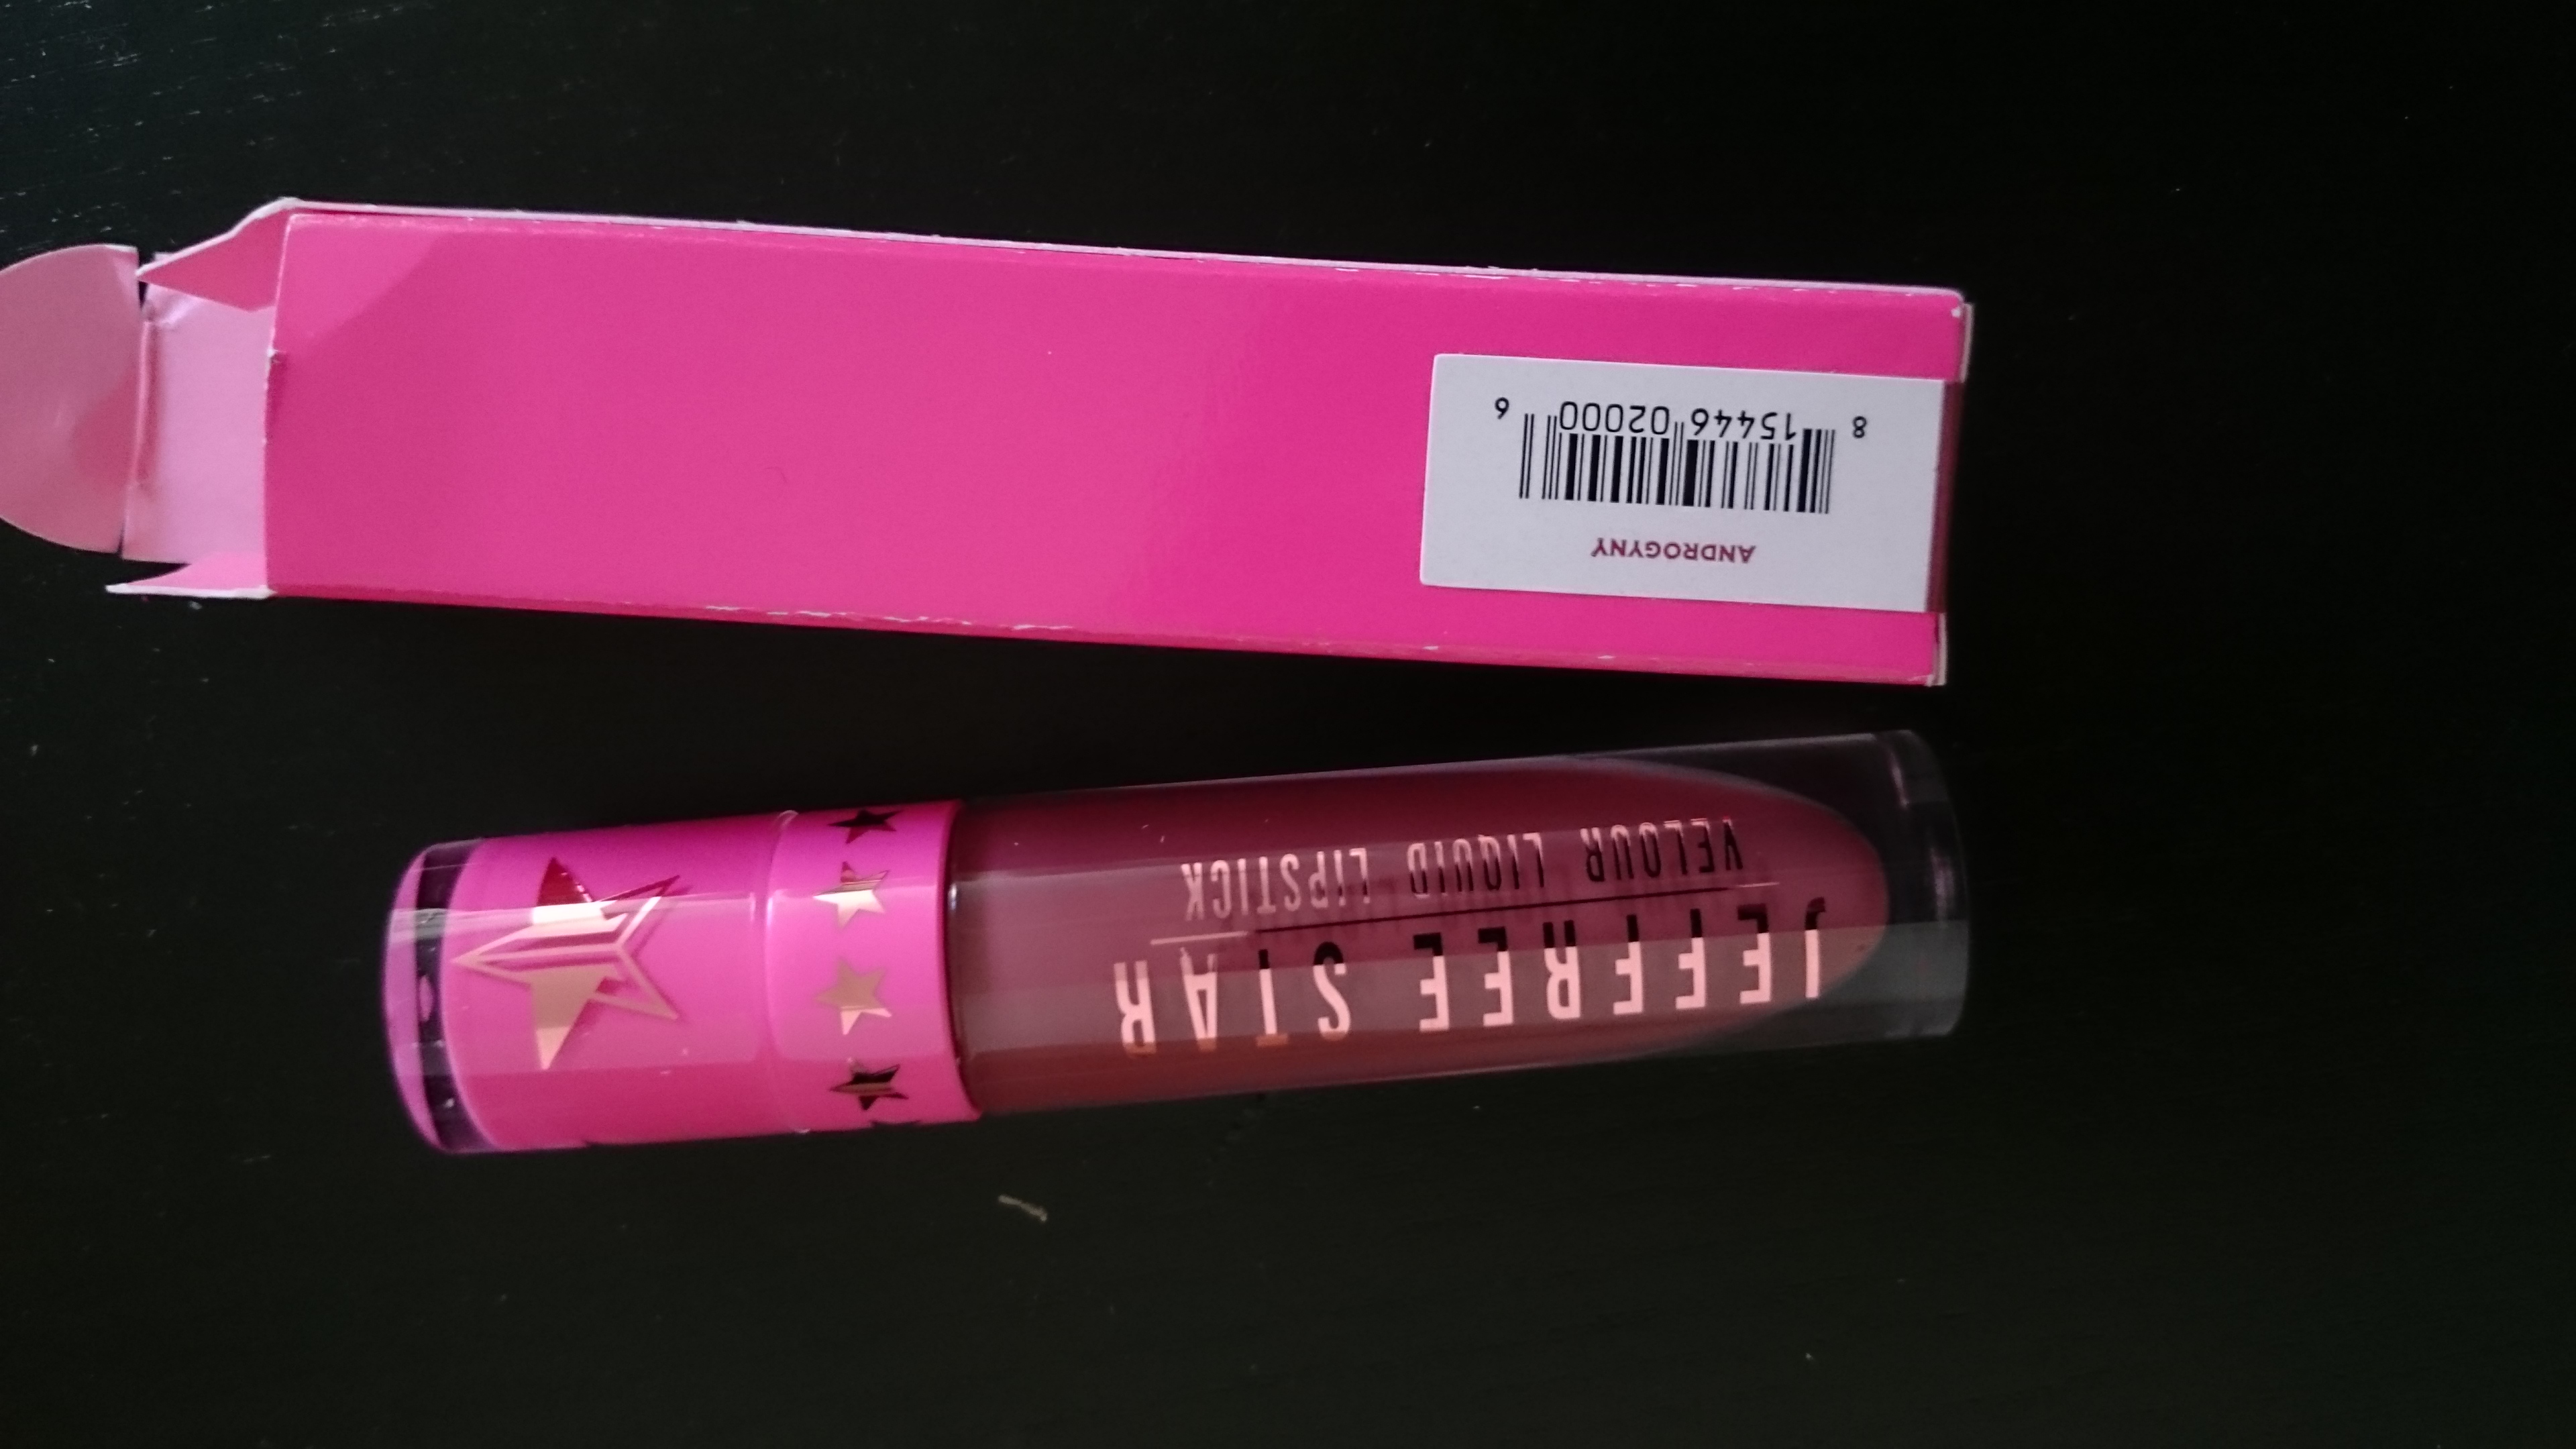 ANDROGYNY
8 15446 02000 6
JEFFREE STAR
VELOUR LIQUID LIPSTICK